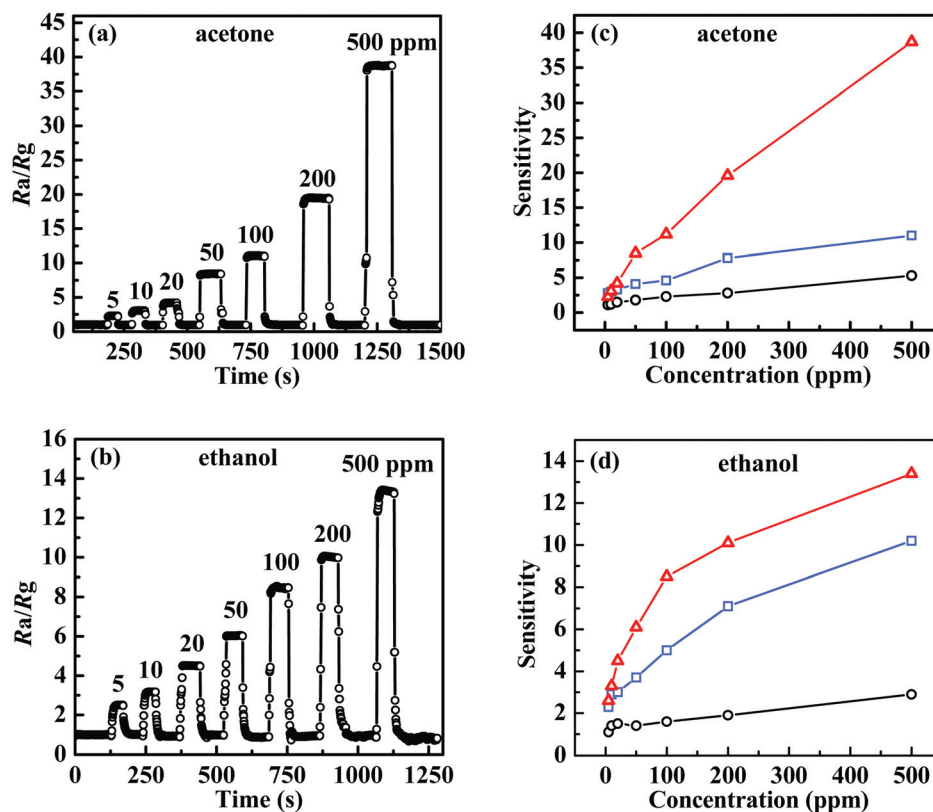 (a) acetone 500 ppm
45
40
35
30
25
20
15
10
5
0
Ra/Rg
5 10 20 50 100 200
250 500 750 1000 1250 1500
Time (s)
(c) acetone
40
35
30
25
20
15
10
5
0
Sensitivity
0 100 200 300 400 500
Concentration (ppm)
(b) ethanol 500 ppm
16
14
12
10
8
6
4
2
0
Ra/Rg
5 10 20 50 100 200
0 250 500 750 1000 1250
Time (s)
(d) ethanol
14
12
10
8
6
4
2
0
Sensitivity
0 100 200 300 400 500
Concentration (ppm)